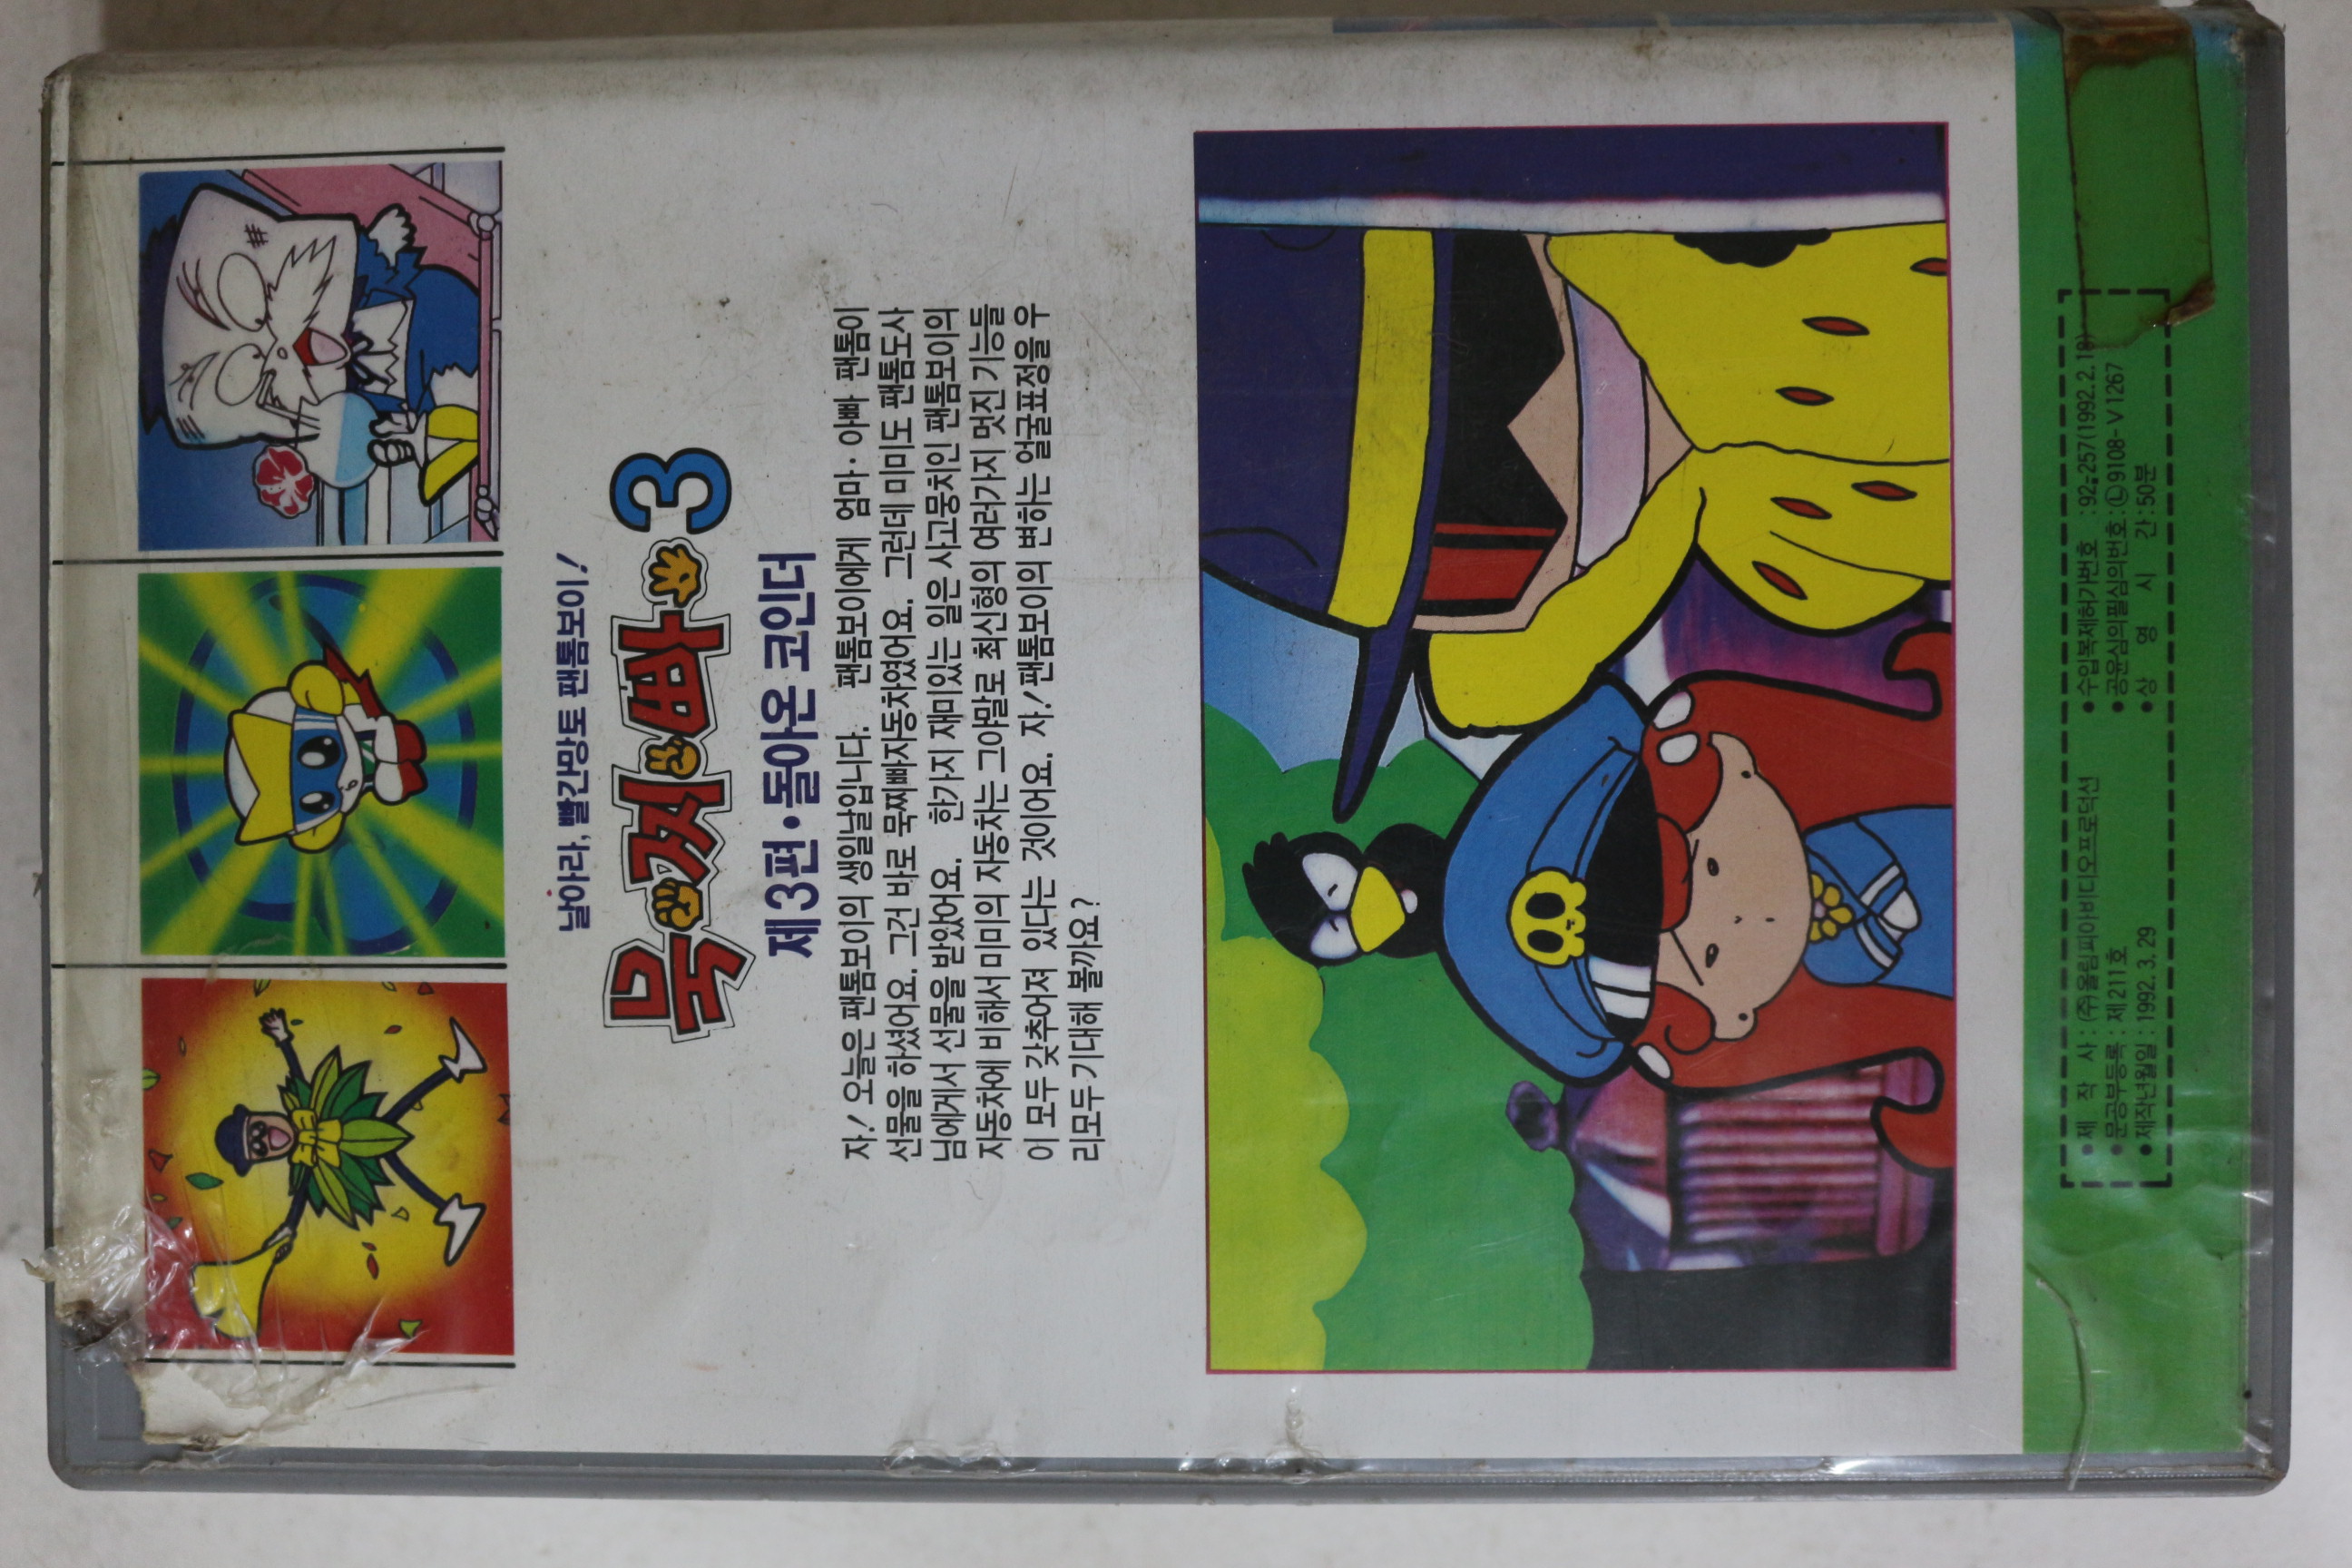 날아라, 빨간망토 팬톰보이!
묵찌빠 3
제3편·돌아온 코인더
자! 오늘은 팬톰보이의 생일날입니다. 팬톰보이에게 엄마·아빠 팬톰이
선물을 하셨어요. 그건 바로 묵찌빠자동차였어요. 그런데 미미도 팬톰도사
님에게서 선물을 받았어요. 한가지 재미있는 일은 사고뭉치인 팬톰보이의
자동차에 비해서 미미의 자동차는 그야말로 최신형의 여러가지 멋진 기능들
이 모두 갖추어져 있다는 것이어요. 자! 팬톰보이의 변하는 얼굴표정을 우
리모두 기대해 볼까요?
•제 작 사 : (주)올림피아비디오프로덕션
•문공부등록 : 제211호
•제작년월일 : 1992. 3. 29
•수입복제허가번호 : 92-257(1992. 2. 18)
•공윤심의필심의번호 : Ⓛ9108-V1267
•상 영 시 간 : 50분